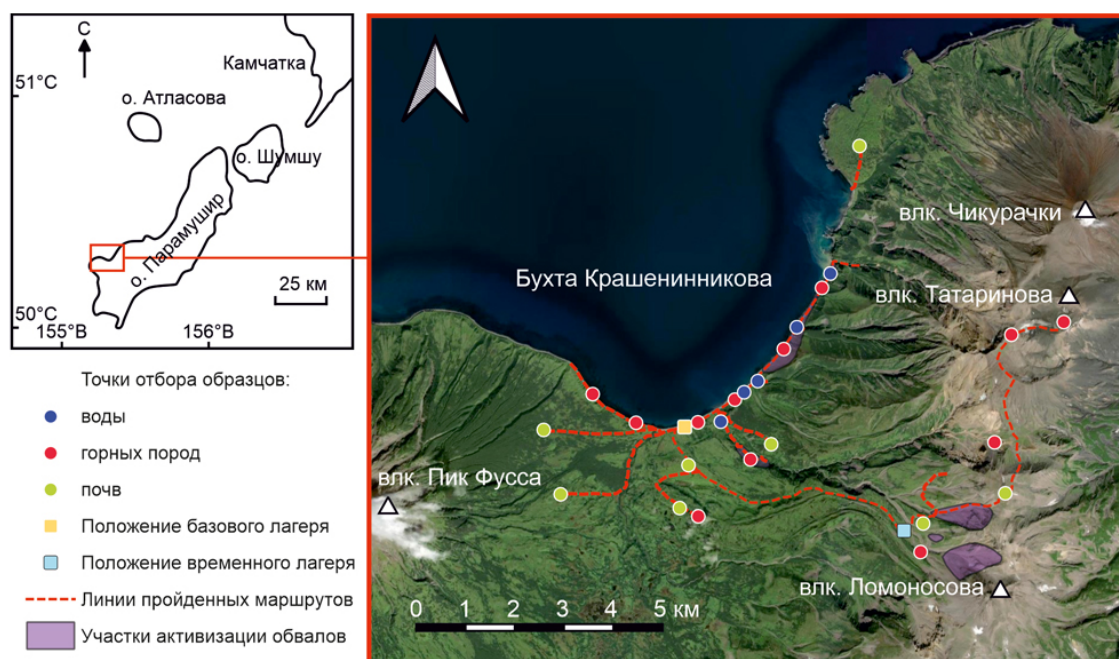 С
51°С
Камчатка
о. Атласова
о. Шумшу
о. Парамушир
25 км
50°С
155°В
156°В
Точки отбора образцов:
воды
горных пород
почв
Положение базового лагеря
Положение временного лагеря
Линии пройденных маршрутов
Участки активизации обвалов
влк. Чикурачки
Бухта Крашенинникова
влк. Татаринова
влк. Пик Фусса
влк. Ломоносова
0 1 2 3 4 5 км